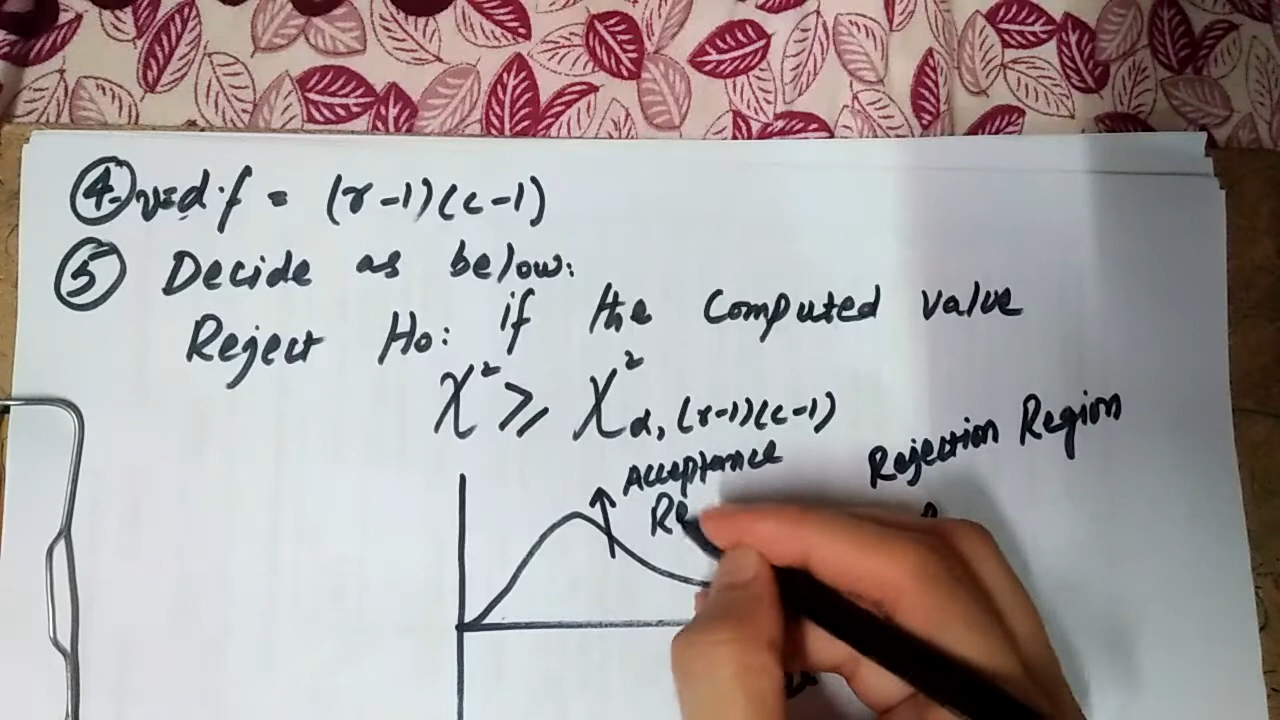 ④ v=d.f = (r-1)(c-1)
⑤ Decide as below:
Reject Ho: if the Computed value
χ² ≥ χ²α, (r-1)(c-1)
Acceptance
Rejection Region